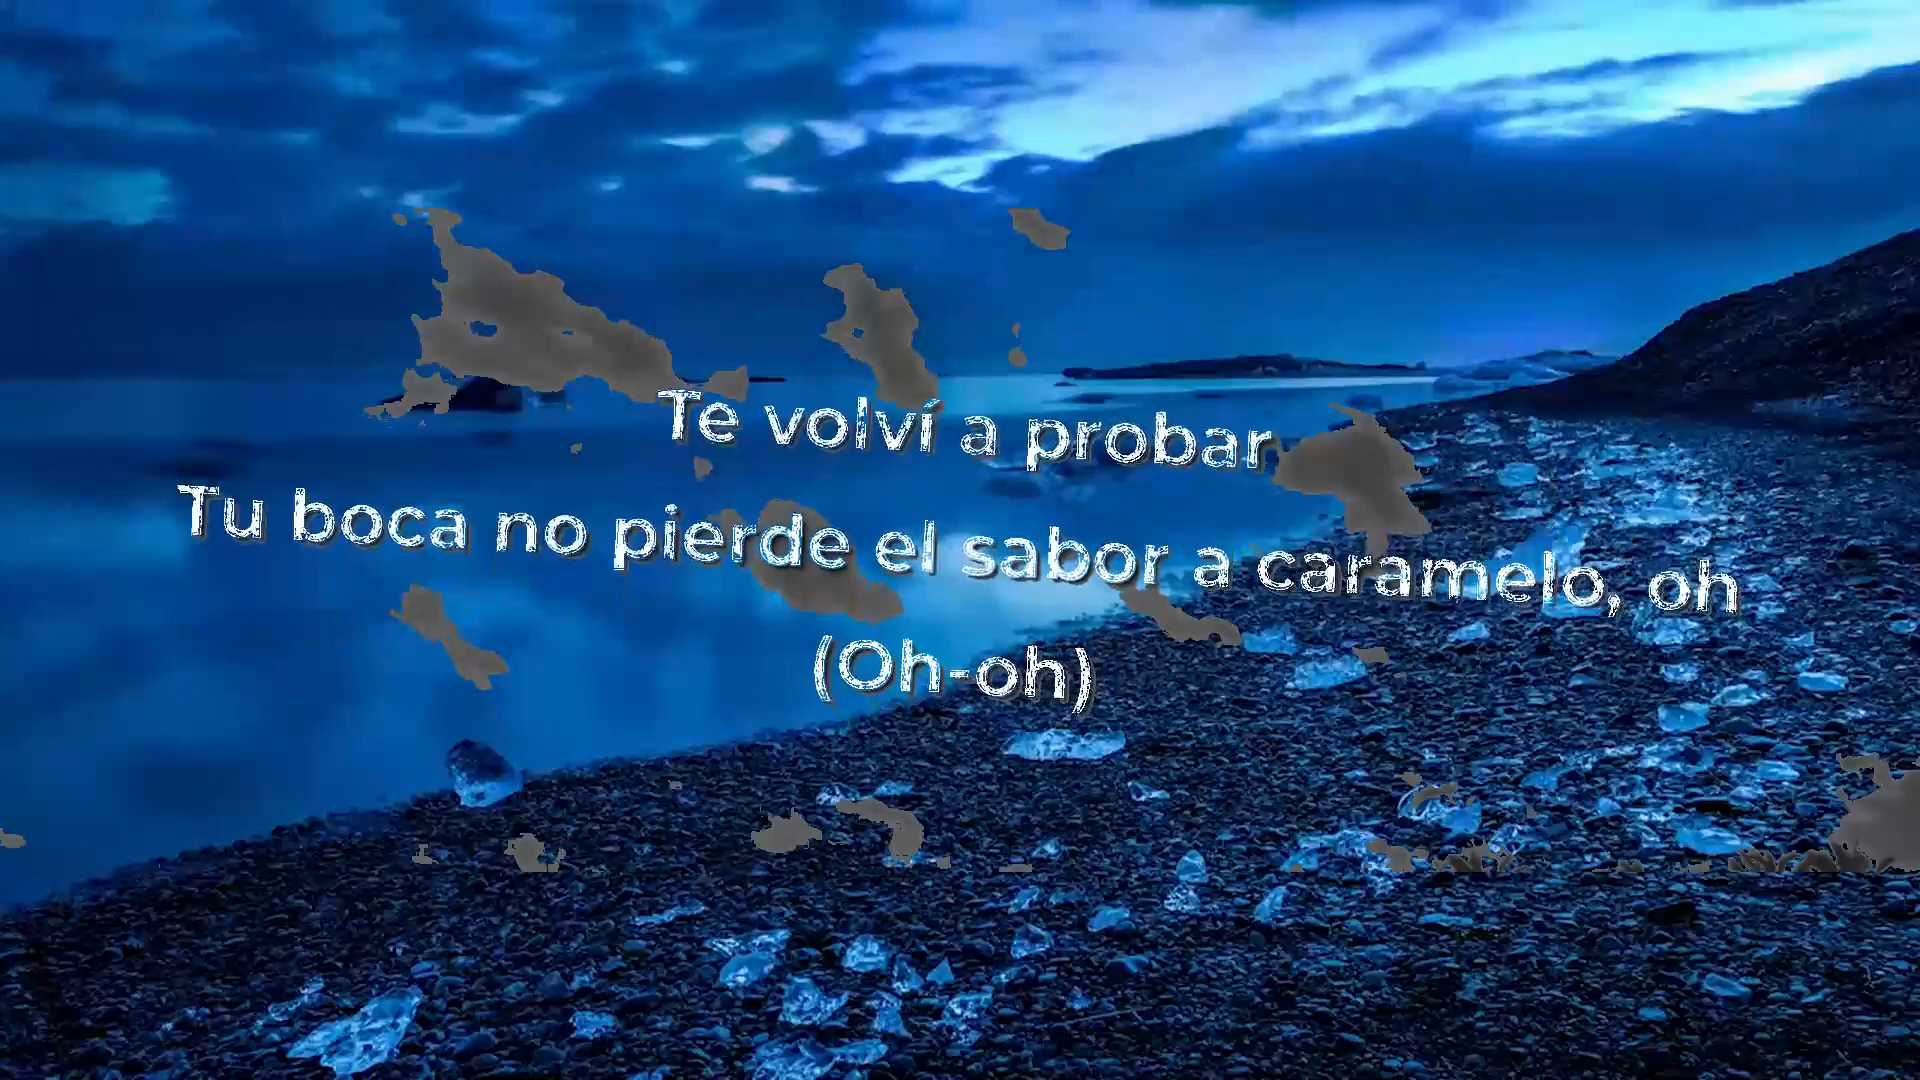 Te volví a probar
Tu boca no pierde el sabor a caramelo, oh
(Oh-oh)